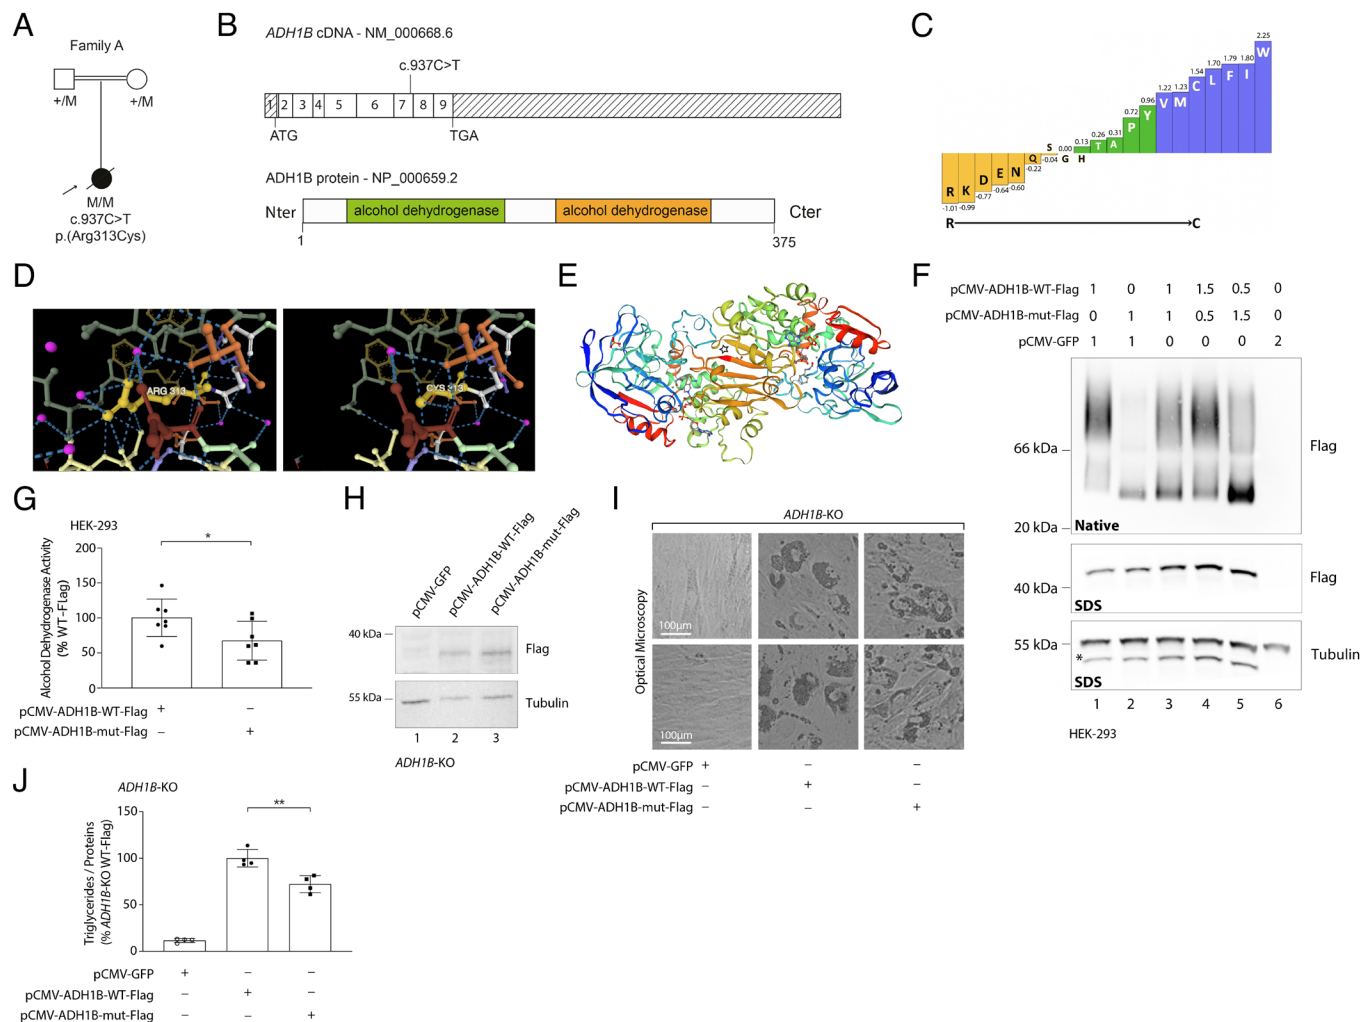 A
Family A
+/M
+/M
M/M
c.937C>T
p.(Arg313Cys)
B
ADH1B cDNA - NM_000668.6
c.937C>T
1 2 3 4 5 6 7 8 9
ATG
TGA
ADH1B protein - NP_000659.2
Nter
alcohol dehydrogenase
alcohol dehydrogenase
Cter
1
375
C
R K D E N Q S G H T A P Y V M C L F I W
-1.01 -0.99 -0.77 -0.64 -0.60 -0.22 -0.04 0.00 0.13 0.26 0.31 0.72 0.96 1.22 1.23 1.54 1.70 1.79 1.80 2.25
R
C
D
ARG 313
CYS 313
E
F
pCMV-ADH1B-WT-Flag 1 0 1 1.5 0.5 0
pCMV-ADH1B-mut-Flag 0 1 1 0.5 1.5 0
pCMV-GFP 1 1 0 0 0 2
66 kDa
20 kDa
Native
Flag
40 kDa
SDS
Flag
55 kDa
*
SDS
Tubulin
1 2 3 4 5 6
HEK-293
G
HEK-293
Alcohol Dehydrogenase Activity
(% WT-Flag)
200
150
100
50
0
*
pCMV-ADH1B-WT-Flag + –
pCMV-ADH1B-mut-Flag – +
H
pCMV-GFP
pCMV-ADH1B-WT-Flag
pCMV-ADH1B-mut-Flag
40 kDa
Flag
55 kDa
Tubulin
1 2 3
ADH1B-KO
I
ADH1B-KO
Optical Microscopy
100µm
100µm
pCMV-GFP + – –
pCMV-ADH1B-WT-Flag – + –
pCMV-ADH1B-mut-Flag – – +
J
ADH1B-KO
Triglycerides / Proteins
(% ADH1B-KO WT-Flag)
150
100
50
0
**
pCMV-GFP + – –
pCMV-ADH1B-WT-Flag – + –
pCMV-ADH1B-mut-Flag – – +